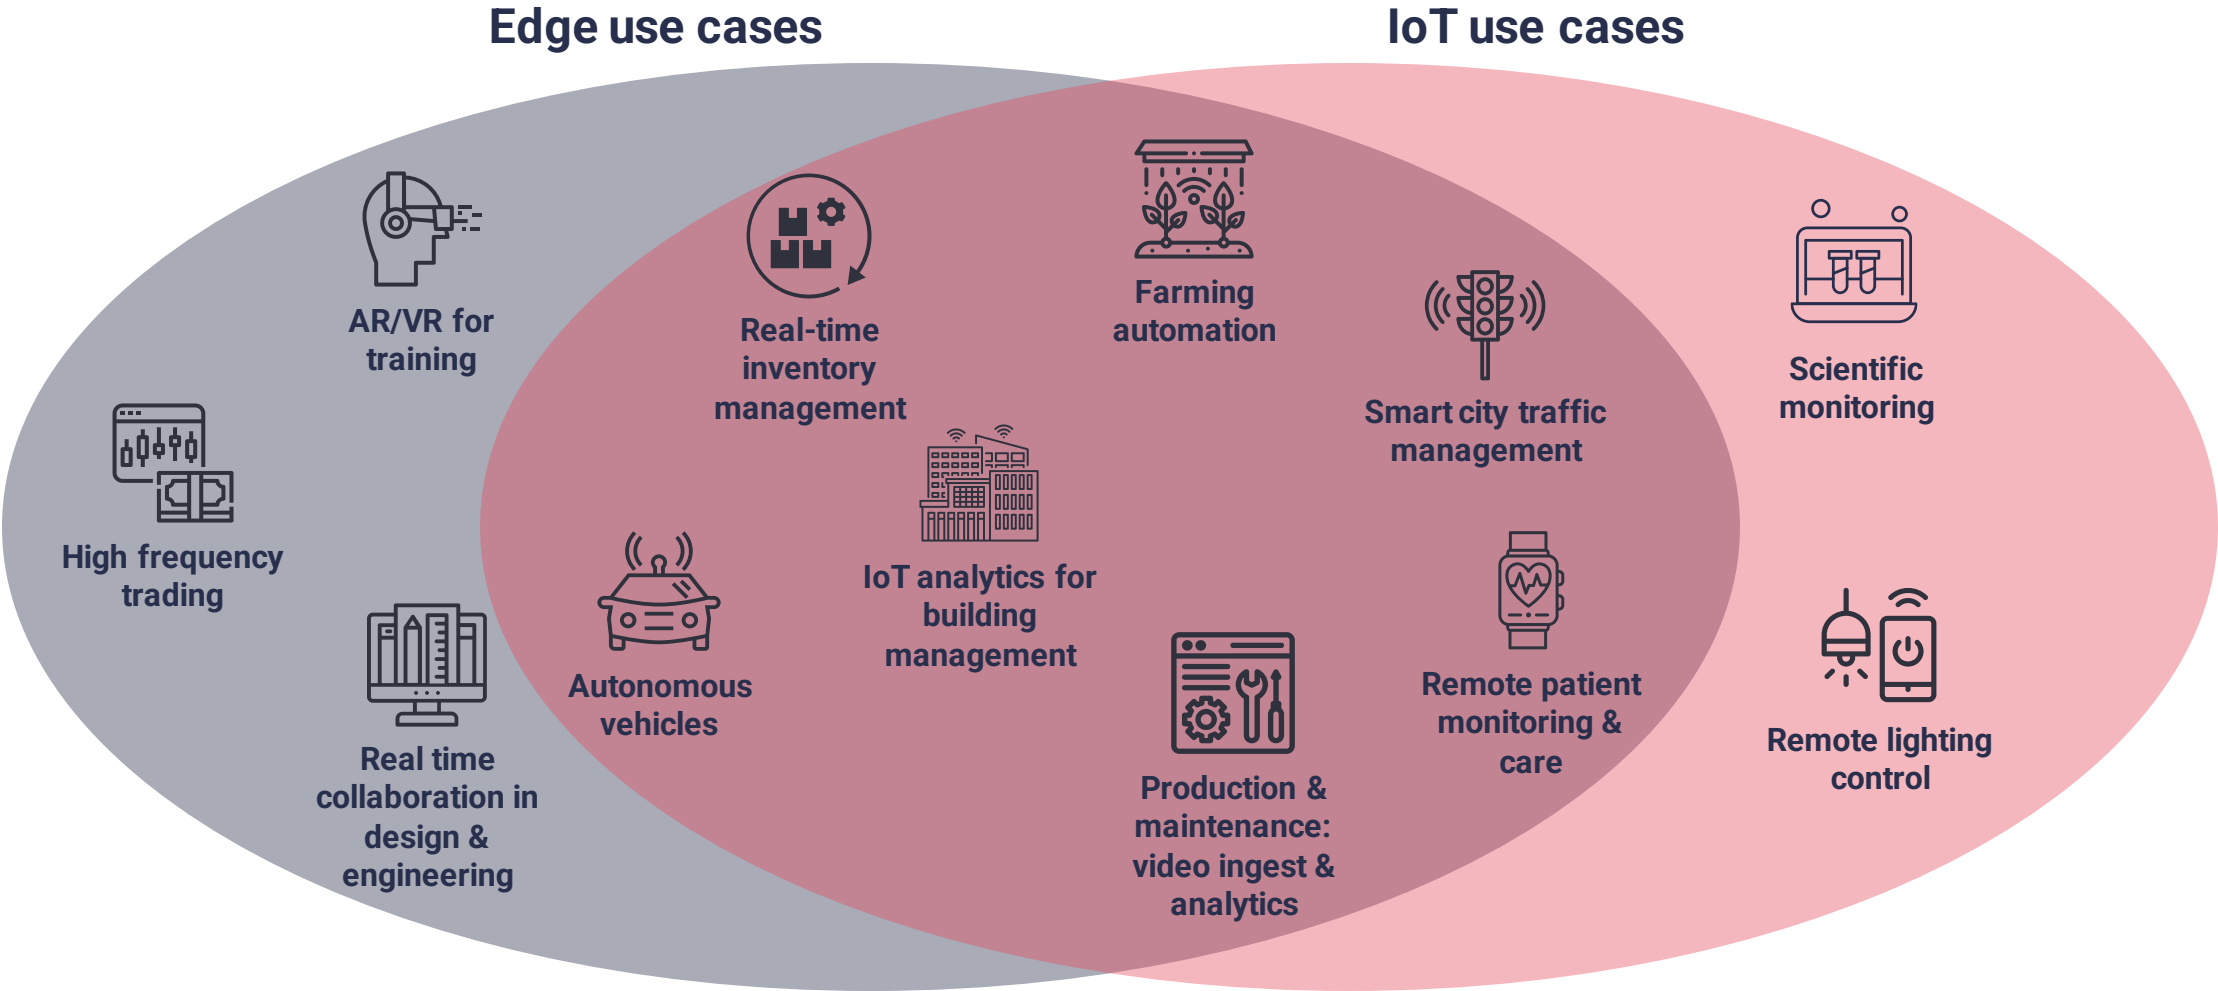 Edge use cases
IoT use cases
AR/VR for
training
High frequency
trading
Real time
collaboration in
design &
engineering
Real-time
inventory
management
Farming
automation
Smart city traffic
management
IoT analytics for
building
management
Autonomous
vehicles
Production &
maintenance:
video ingest &
analytics
Remote patient
monitoring &
care
Scientific
monitoring
Remote lighting
control